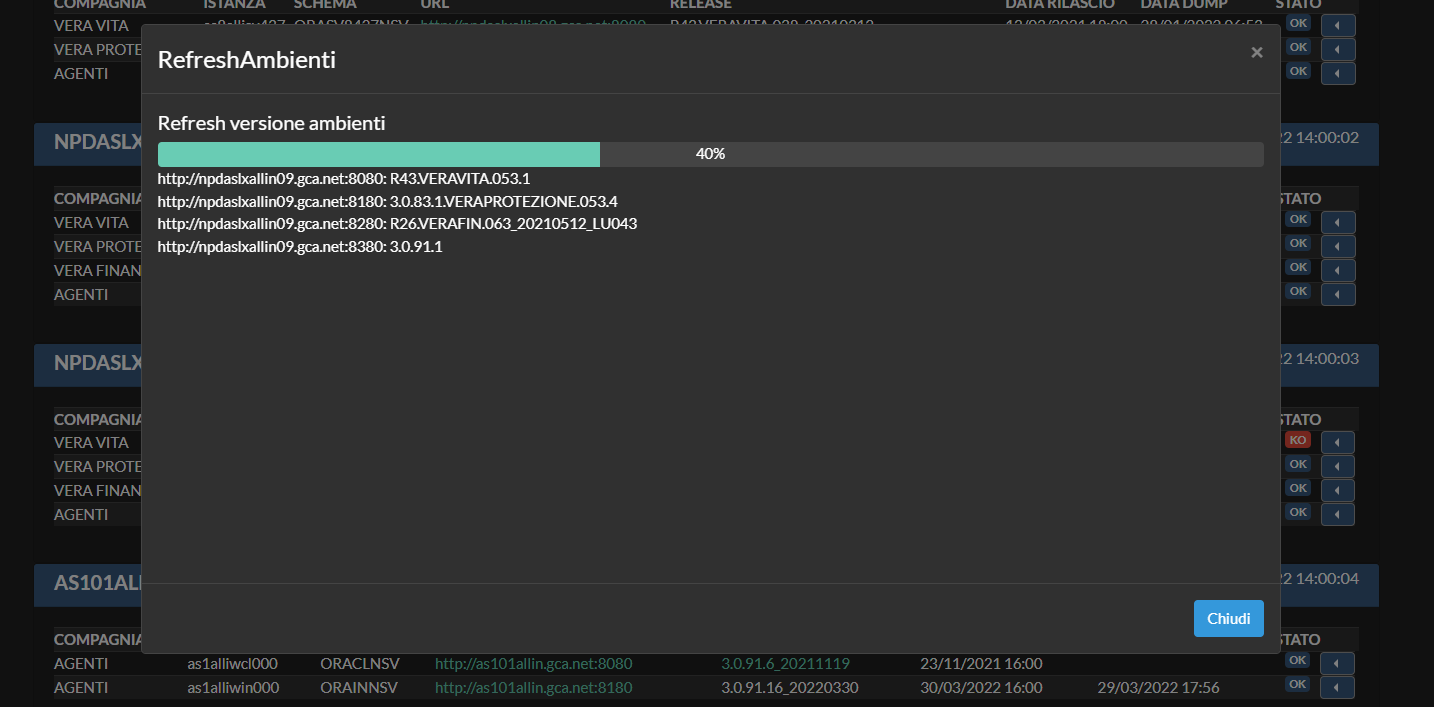 COMPAGNIA ISTANZA SCHEMA URL RELEASE DATA RILASCIO DATA DUMP STATO
VERA VITA OK
RefreshAmbienti ×
VERA PROTE OK
AGENTI OK
Refresh versione ambienti
NPDASLX 22 14:00:02
40%
http://npdaslxallin09.gca.net:8080: R43.VERAVITA.053.1
http://npdaslxallin09.gca.net:8180: 3.0.83.1.VERAPROTEZIONE.053.4
http://npdaslxallin09.gca.net:8280: R26.VERAFIN.063_20210512_LU043
http://npdaslxallin09.gca.net:8380: 3.0.91.1
COMPAGNIA STATO
VERA VITA OK
VERA PROTE OK
VERA FINAN OK
AGENTI OK
NPDASLX 22 14:00:03
COMPAGNIA STATO
VERA VITA KO
VERA PROTE OK
VERA FINAN OK
AGENTI OK
AS101ALL 22 14:00:04
Chiudi
COMPAGNIA STATO
AGENTI as1alliwcl000 ORACLNSV http://as101allin.gca.net:8080 3.0.91.6_20211119 23/11/2021 16:00 OK
AGENTI as1alliwin000 ORAINNSV http://as101allin.gca.net:8180 3.0.91.16_20220330 30/03/2022 16:00 29/03/2022 17:56 OK